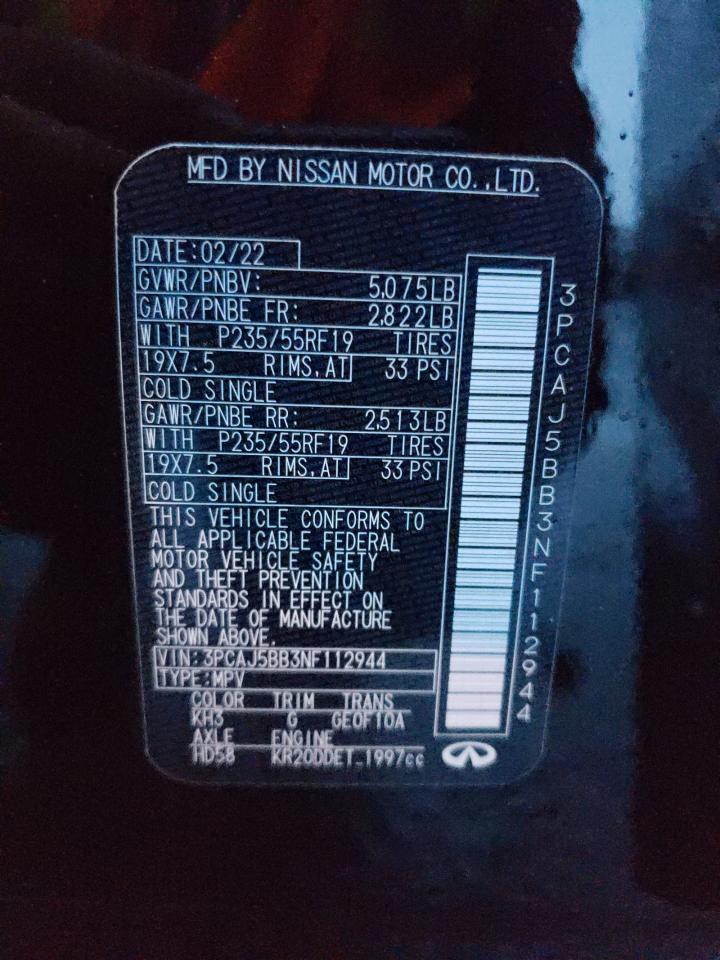 MFD BY NISSAN MOTOR CO.,LTD.
DATE:02/22
GVWR/PNBV: 5,075LB
GAWR/PNBE FR: 2,822LB
WITH P235/55RF19 TIRES
19X7.5 RIMS,AT 33 PSI
COLD SINGLE
GAWR/PNBE RR: 2,513LB
WITH P235/55RF19 TIRES
19X7.5 RIMS,AT 33 PSI
COLD SINGLE
THIS VEHICLE CONFORMS TO
ALL APPLICABLE FEDERAL
MOTOR VEHICLE SAFETY
AND THEFT PREVENTION
STANDARDS IN EFFECT ON
THE DATE OF MANUFACTURE
SHOWN ABOVE.
VIN:3PCAJ5BB3NF112944
TYPE:MPV
COLOR TRIM TRANS
KH3 G GE0F10A
AXLE ENGINE
HD58 KR20DDET 1997cc
3PCAJ5BB3NF112944